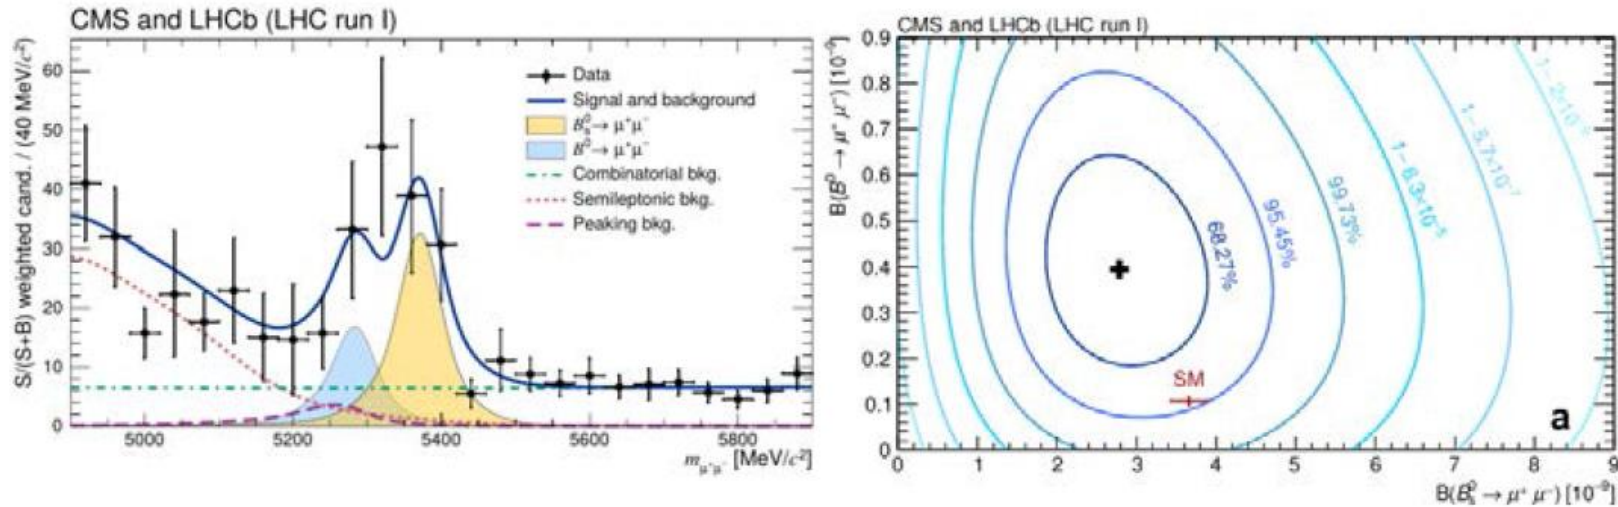 CMS and LHCb (LHC run I)
S/(S+B) weighted cand. / (40 MeV/c²)
60
50
40
30
20
10
0
Data
Signal and background
B⁰ₛ → μ⁺μ⁻
B⁰ → μ⁺μ⁻
Combinatorial bkg.
Semileptonic bkg.
Peaking bkg.
5000
5200
5400
5600
5800
m_μ⁺μ⁻ [MeV/c²]
CMS and LHCb (LHC run I)
B(B⁰ → μ⁺ μ⁻) [10⁻⁹]
0.9
0.8
0.7
0.6
0.5
0.4
0.3
0.2
0.1
0
68.27%
95.45%
99.73%
1 − 6.3×10⁻⁵
1 − 5.7×10⁻⁷
SM
a
0 1 2 3 4 5 6 7 8 9
B(B⁰ₛ → μ⁺ μ⁻) [10⁻⁹]